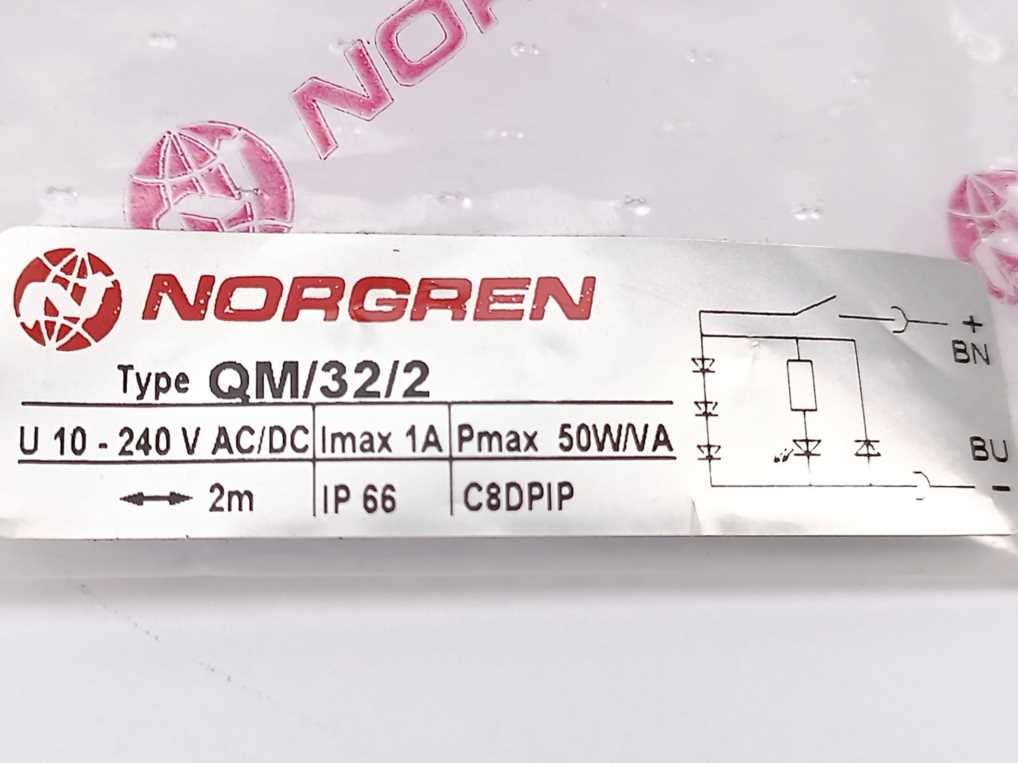 NOR
NORGREN
Type QM/32/2
U 10 - 240 V AC/DC Imax 1A Pmax 50W/VA
2m IP 66 C8DPIP
+
BN
BU
-